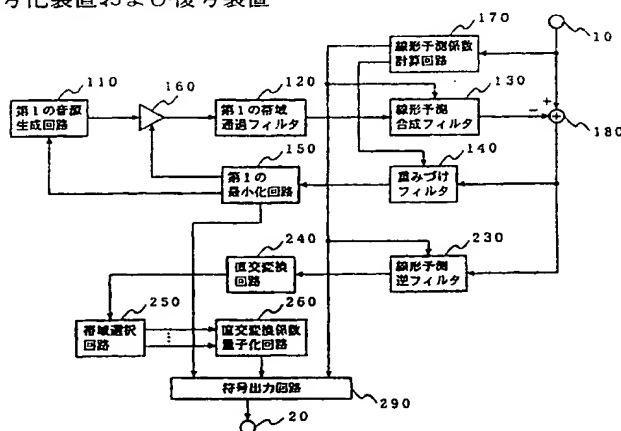 号化装置および復号装置
170
線形予測係数
計算回路
10
110
160
120
130
第1の音源
生成回路
第1の帯域
通過フィルタ
線形予測
合成フィルタ
−
+
180
150
140
第1の
最小化回路
重みづけ
フィルタ
240
230
直交変換
回路
線形予測
逆フィルタ
250
260
帯域選択
回路
直交変換係数
量子化回路
符号出力回路
290
20